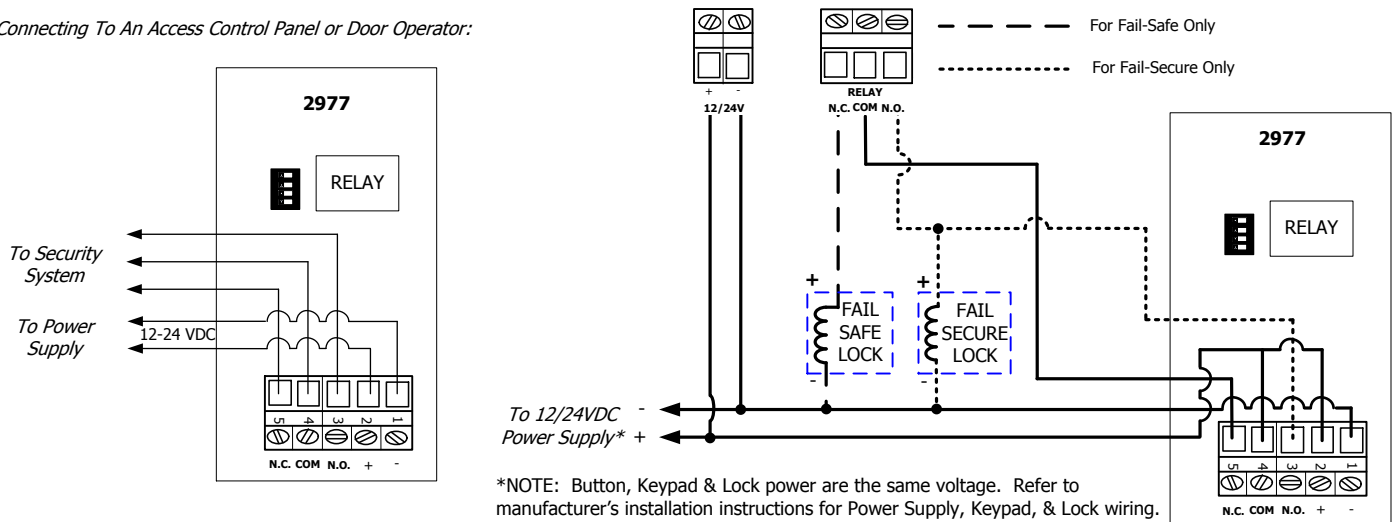 Connecting To An Access Control Panel or Door Operator:
2977
RELAY
To Security
System
To Power
Supply
12-24 VDC
5 4 3 2 1
N.C. COM N.O. + -
+ -
12/24V
RELAY
N.C. COM N.O.
For Fail-Safe Only
For Fail-Secure Only
2977
RELAY
+
FAIL
SAFE
LOCK
-
+
FAIL
SECURE
LOCK
-
To 12/24VDC -
Power Supply* +
5 4 3 2 1
N.C. COM N.O. + -
*NOTE: Button, Keypad & Lock power are the same voltage. Refer to
manufacturer's installation instructions for Power Supply, Keypad, & Lock wiring.